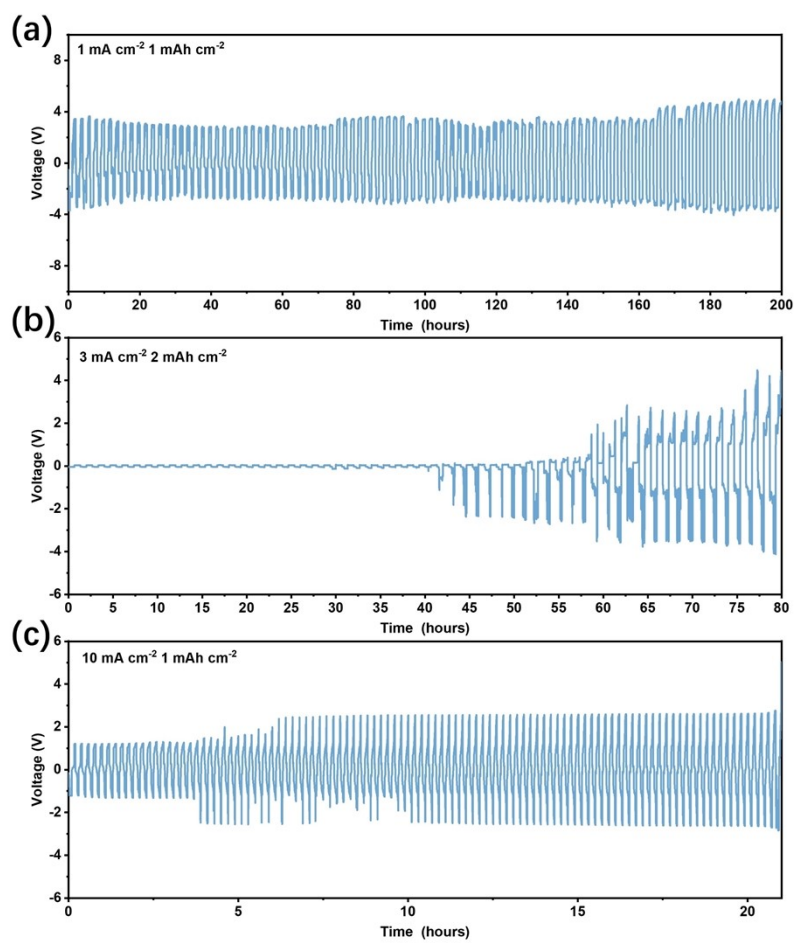 (a)
1 mA cm⁻² 1 mAh cm⁻²
8
4
0
-4
-8
Voltage (V)
0 20 40 60 80 100 120 140 160 180 200
Time (hours)
(b)
3 mA cm⁻² 2 mAh cm⁻²
6
4
2
0
-2
-4
-6
Voltage (V)
0 5 10 15 20 25 30 35 40 45 50 55 60 65 70 75 80
Time (hours)
(c)
10 mA cm⁻² 1 mAh cm⁻²
6
4
2
0
-2
-4
-6
Voltage (V)
0 5 10 15 20
Time (hours)